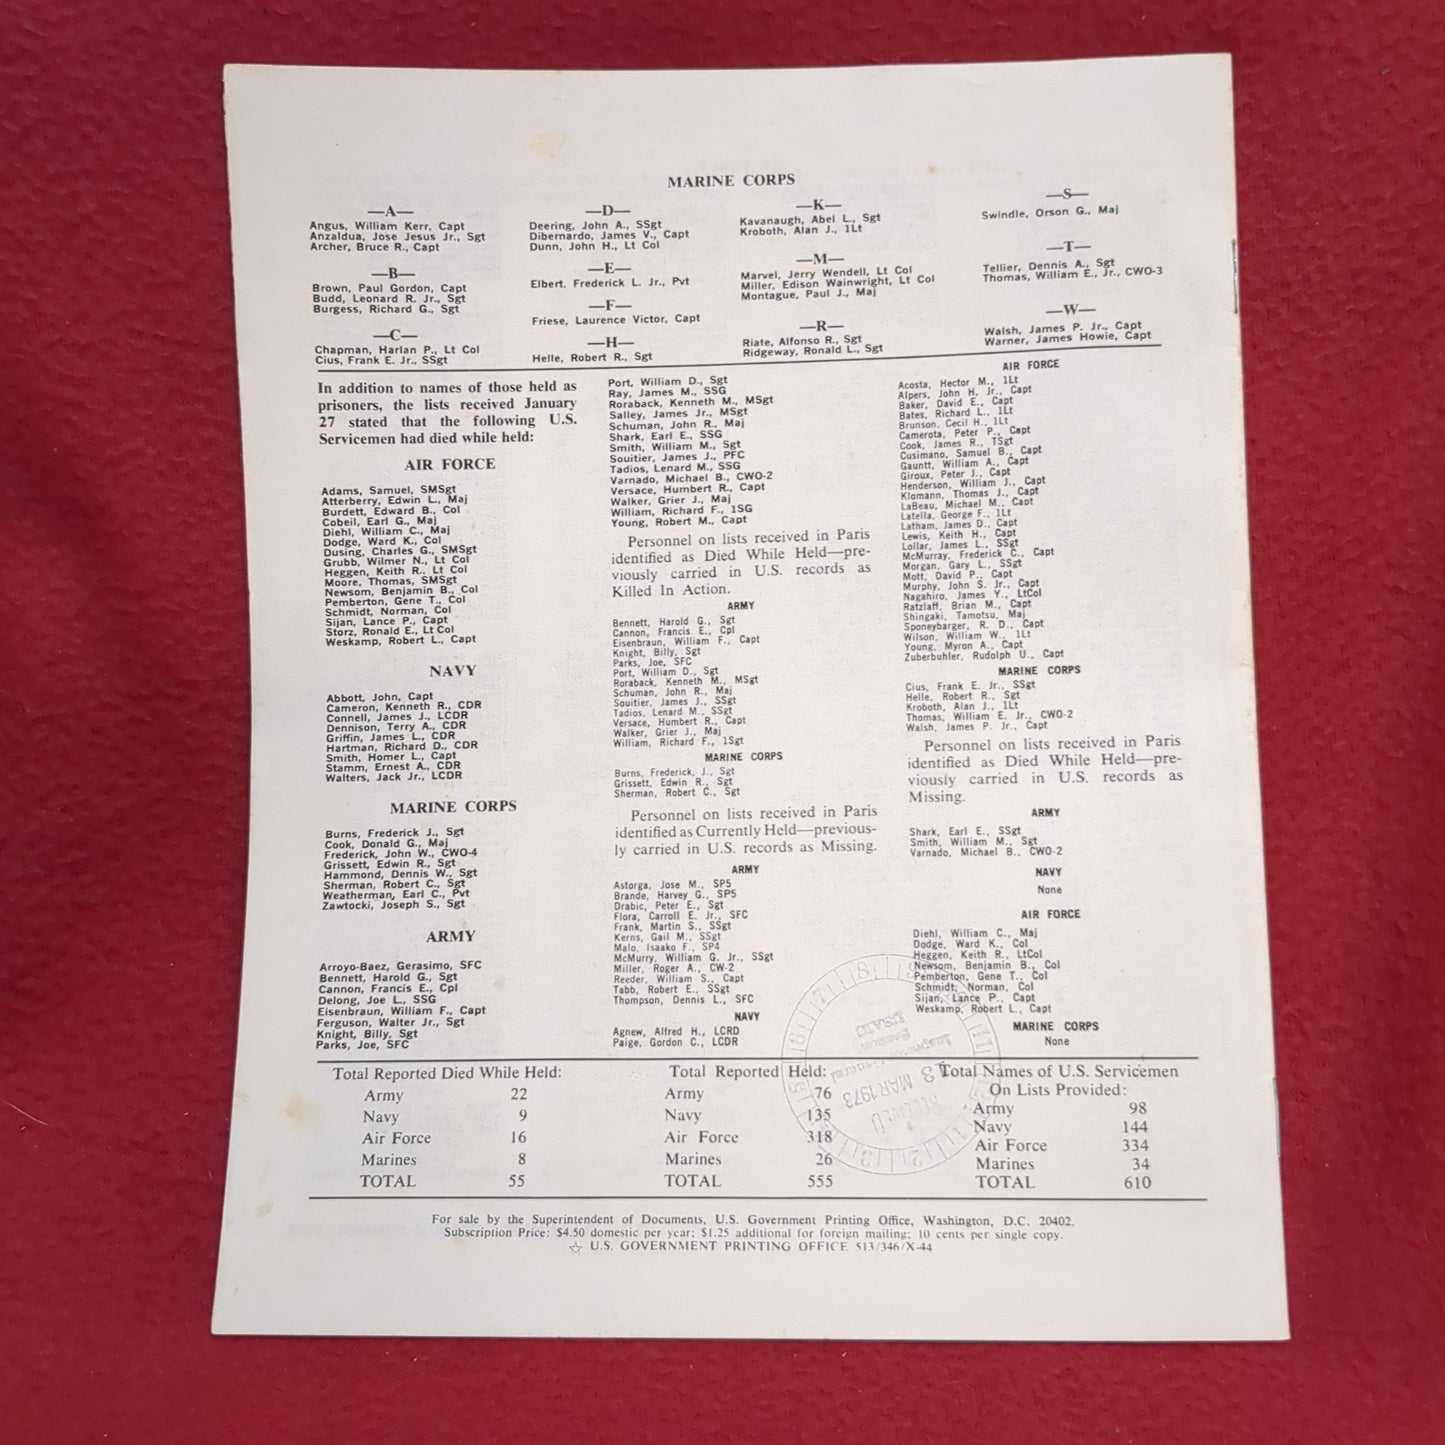 MARINE CORPS
—A—
Angus, William Kerr, Capt
Anzaldua, Jose Jesus Jr., Sgt
Archer, Bruce R., Capt
—B—
Brown, Paul Gordon, Capt
Budd, Leonard R. Jr., Sgt
Burgess, Richard G., Sgt
—C—
Chapman, Harlan P., Lt Col
Cius, Frank E. Jr., SSgt
—D—
Deering, John A., SSgt
Dibernardo, James V., Capt
Dunn, John H., Lt Col
—E—
Elbert, Frederick L. Jr., Pvt
—F—
Friese, Laurence Victor, Capt
—H—
Helle, Robert R., Sgt
—K—
Kavanaugh, Abel L., Sgt
Kroboth, Alan J., 1Lt
—M—
Marvel, Jerry Wendell, Lt Col
Miller, Edison Wainwright, Lt Col
Montague, Paul J., Maj
—R—
Riate, Alfonso R., Sgt
Ridgeway, Ronald L., Sgt
—S—
Swindle, Orson G., Maj
—T—
Tellier, Dennis A., Sgt
Thomas, William E., Jr., CWO-3
—W—
Walsh, James P. Jr., Capt
Warner, James Howie, Capt
In addition to names of those held as
prisoners, the lists received January
27 stated that the following U.S.
Servicemen had died while held:
AIR FORCE
Adams, Samuel, SMSgt
Atterberry, Edwin L., Maj
Burdett, Edward B., Col
Cobeil, Earl G., Maj
Diehl, William C., Maj
Dodge, Ward K., Col
Dusing, Charles G., SMSgt
Grubb, Wilmer N., Lt Col
Heggen, Keith R., Lt Col
Moore, Thomas, SMSgt
Newsom, Benjamin B., Col
Pemberton, Gene T., Col
Schmidt, Norman, Col
Sijan, Lance P., Capt
Storz, Ronald E., Lt Col
Weskamp, Robert L., Capt
NAVY
Abbott, John, Capt
Cameron, Kenneth R., CDR
Connell, James J., LCDR
Dennison, Terry A., CDR
Griffin, James L., CDR
Hartman, Richard D., CDR
Smith, Homer L., Capt
Stamm, Ernest A., CDR
Walters, Jack Jr., LCDR
MARINE CORPS
Burns, Frederick J., Sgt
Cook, Donald G., Maj
Frederick, John W., CWO-4
Grissett, Edwin R., Sgt
Hammond, Dennis W., Sgt
Sherman, Robert C., Sgt
Weatherman, Earl C., Pvt
Zawtocki, Joseph S., Sgt
ARMY
Arroyo-Baez, Gerasimo, SFC
Bennett, Harold G., Sgt
Cannon, Francis E., Cpl
Delong, Joe L., SSG
Eisenbraun, William F., Capt
Ferguson, Walter Jr., Sgt
Knight, Billy, Sgt
Parks, Joe, SFC
Port, William D., Sgt
Ray, James M., SSG
Roraback, Kenneth M., MSgt
Salley, James Jr., MSgt
Schuman, John R., Maj
Shark, Earl E., SSG
Smith, William M., Sgt
Souitier, James J., PFC
Tadios, Lenard M., SSG
Varnado, Michael B., CWO-2
Versace, Humbert R., Capt
Walker, Grier J., Maj
William, Richard F., 1SG
Young, Robert M., Capt
Personnel on lists received in Paris
identified as Died While Held—pre-
viously carried in U.S. records as
Killed In Action.
ARMY
Bennett, Harold G., Sgt
Cannon, Francis E., Cpl
Eisenbraun, William F., Capt
Knight, Billy, Sgt
Parks, Joe, SFC
Port, William D., Sgt
Roraback, Kenneth M., MSgt
Schuman, John R., Maj
Souitier, James J., SSgt
Tadios, Lenard M., SSgt
Versace, Humbert R., Capt
Walker, Grier J., Maj
William, Richard F., 1Sgt
MARINE CORPS
Burns, Frederick, J., Sgt
Grissett, Edwin R., Sgt
Sherman, Robert C., Sgt
Personnel on lists received in Paris
identified as Currently Held—previous-
ly carried in U.S. records as Missing.
ARMY
Astorga, Jose M., SP5
Brande, Harvey G., SP5
Drabic, Peter E., Sgt
Flora, Carroll E. Jr., SFC
Frank, Martin S., SSgt
Kerns, Gail M., SSgt
Malo, Isaako F., SP4
McMurry, William G. Jr., SSgt
Miller, Roger A., CW-2
Reeder, William S., Capt
Tabb, Robert E., SSgt
Thompson, Dennis L., SFC
NAVY
Agnew, Alfred H., LCRD
Paige, Gordon C., LCDR
AIR FORCE
Acosta, Hector M., 1Lt
Alpers, John H. Jr., Capt
Baker, David E., Capt
Bates, Richard L., 1Lt
Brunson, Cecil H., 1Lt
Camerota, Peter P., Capt
Cook, James R., TSgt
Cusimano, Samuel B., Capt
Gauntt, William A., Capt
Giroux, Peter J., Capt
Henderson, William J., Capt
Klomann, Thomas J., Capt
LaBeau, Michael M., Capt
Latella, George F., 1Lt
Latham, James D., Capt
Lewis, Keith H., Capt
Lollar, James L., SSgt
McMurray, Frederick C., Capt
Morgan, Gary L., SSgt
Mott, David P., Capt
Murphy, John S. Jr., Capt
Nagahiro, James Y., LtCol
Ratzlaff, Brian M., Capt
Shingaki, Tamotsu, Maj
Sponeybarger, R. D., Capt
Wilson, William W., 1Lt
Young, Myron A., Capt
Zuberbuhler, Rudolph U., Capt
MARINE CORPS
Cius, Frank E. Jr., SSgt
Helle, Robert R., Sgt
Kroboth, Alan J., 1Lt
Thomas, William E. Jr., CWO-2
Walsh, James P. Jr., Capt
Personnel on lists received in Paris
identified as Died While Held—pre-
viously carried in U.S. records as
Missing.
ARMY
Shark, Earl E., SSgt
Smith, William M., Sgt
Varnado, Michael B., CWO-2
NAVY
None
AIR FORCE
Diehl, William C., Maj
Dodge, Ward K., Col
Heggen, Keith R., LtCol
Newsom, Benjamin B., Col
Pemberton, Gene T., Col
Schmidt, Norman, Col
Sijan, Lance P., Capt
Weskamp, Robert L., Capt
MARINE CORPS
None
Total Reported Died While Held:
Army 22
Navy 9
Air Force 16
Marines 8
TOTAL 55
Total Reported Held:
Army 76
Navy 135
Air Force 318
Marines 26
TOTAL 555
Total Names of U.S. Servicemen
On Lists Provided:
Army 98
Navy 144
Air Force 334
Marines 34
TOTAL 610
Received
MAR 1973
Inspector General
USAID
For sale by the Superintendent of Documents, U.S. Government Printing Office, Washington, D.C. 20402.
Subscription Price: $4.50 domestic per year; $1.25 additional for foreign mailing; 10 cents per single copy.
☆ U.S. GOVERNMENT PRINTING OFFICE 513/346/X-44